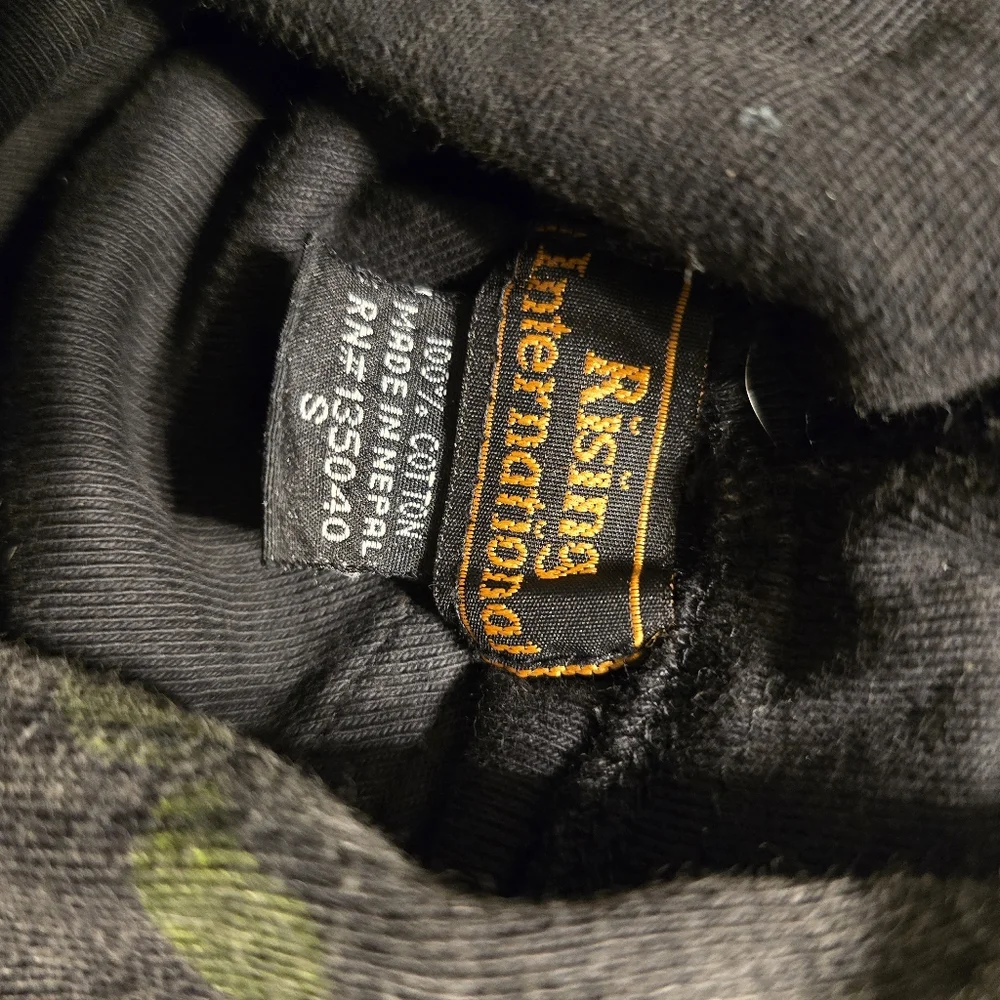 Rising
International
100% COTTON
MADE IN NEPAL
RN#135040
S